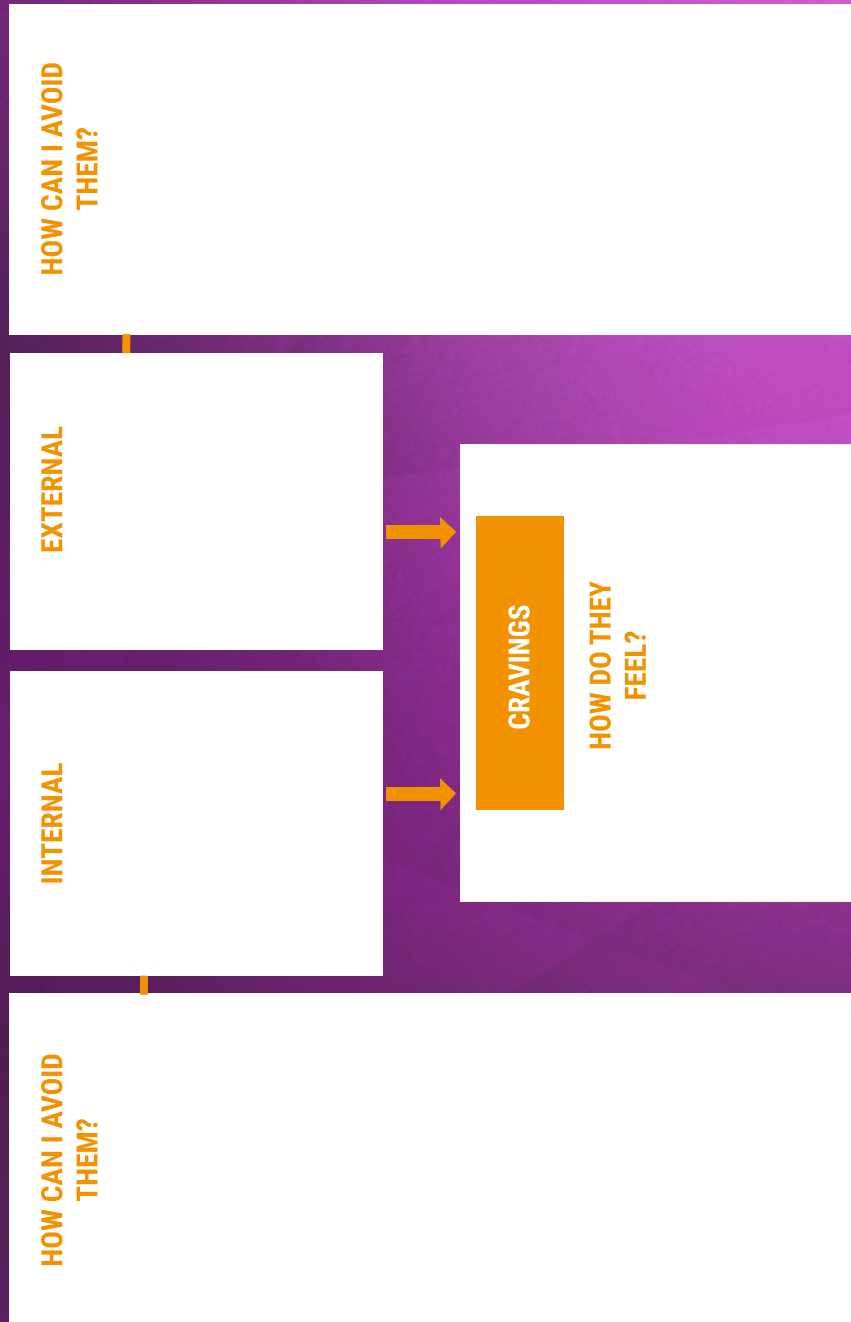 HOW CAN I AVOID
THEM?
INTERNAL
EXTERNAL
HOW CAN I AVOID
THEM?
CRAVINGS
HOW DO THEY
FEEL?